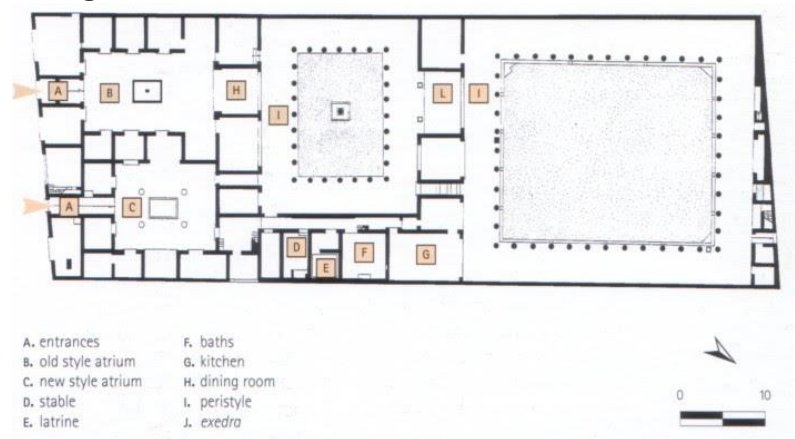 A
B
H
I
L
I
A
C
D
E
F
G
A. entrances
B. old style atrium
C. new style atrium
D. stable
E. latrine
F. baths
G. kitchen
H. dining room
I. peristyle
J. exedra
0 10